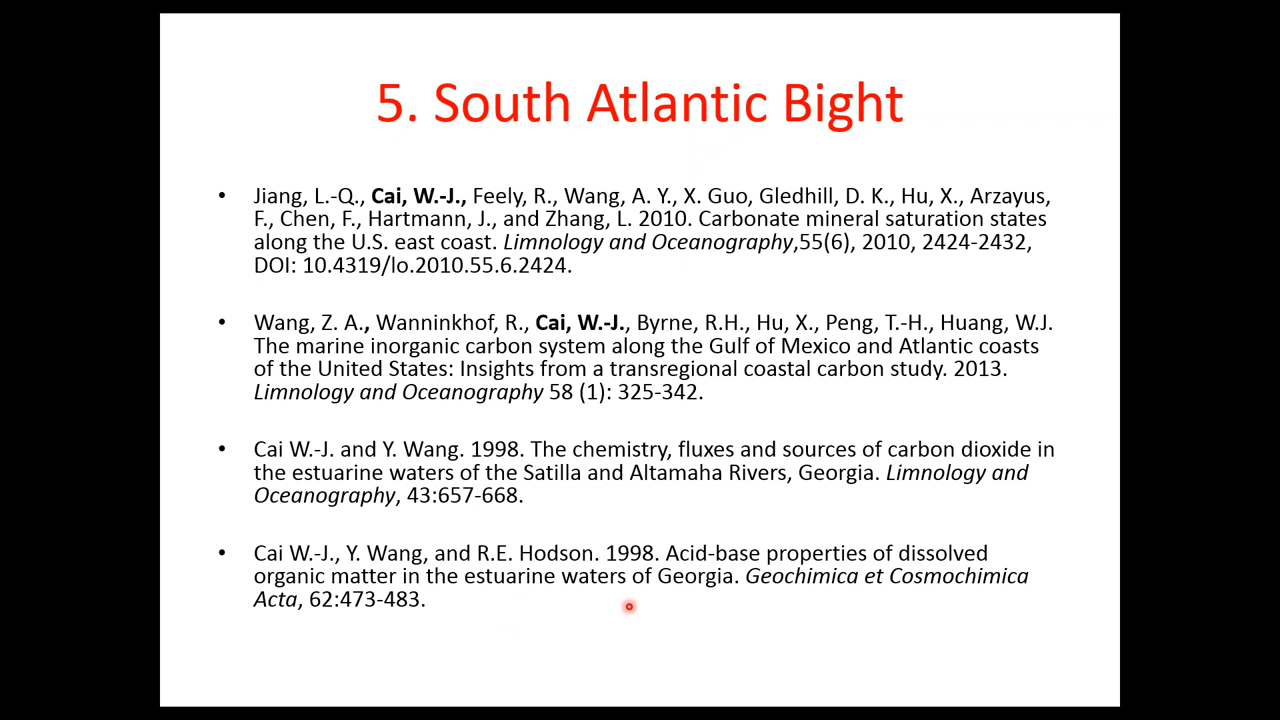 5. South Atlantic Bight
• Jiang, L.-Q., Cai, W.-J., Feely, R., Wang, A. Y., X. Guo, Gledhill, D. K., Hu, X., Arzayus,
F., Chen, F., Hartmann, J., and Zhang, L. 2010. Carbonate mineral saturation states
along the U.S. east coast. Limnology and Oceanography,55(6), 2010, 2424-2432,
DOI: 10.4319/lo.2010.55.6.2424.
• Wang, Z. A., Wanninkhof, R., Cai, W.-J., Byrne, R.H., Hu, X., Peng, T.-H., Huang, W.J.
The marine inorganic carbon system along the Gulf of Mexico and Atlantic coasts
of the United States: Insights from a transregional coastal carbon study. 2013.
Limnology and Oceanography 58 (1): 325-342.
• Cai W.-J. and Y. Wang. 1998. The chemistry, fluxes and sources of carbon dioxide in
the estuarine waters of the Satilla and Altamaha Rivers, Georgia. Limnology and
Oceanography, 43:657-668.
• Cai W.-J., Y. Wang, and R.E. Hodson. 1998. Acid-base properties of dissolved
organic matter in the estuarine waters of Georgia. Geochimica et Cosmochimica
Acta, 62:473-483.